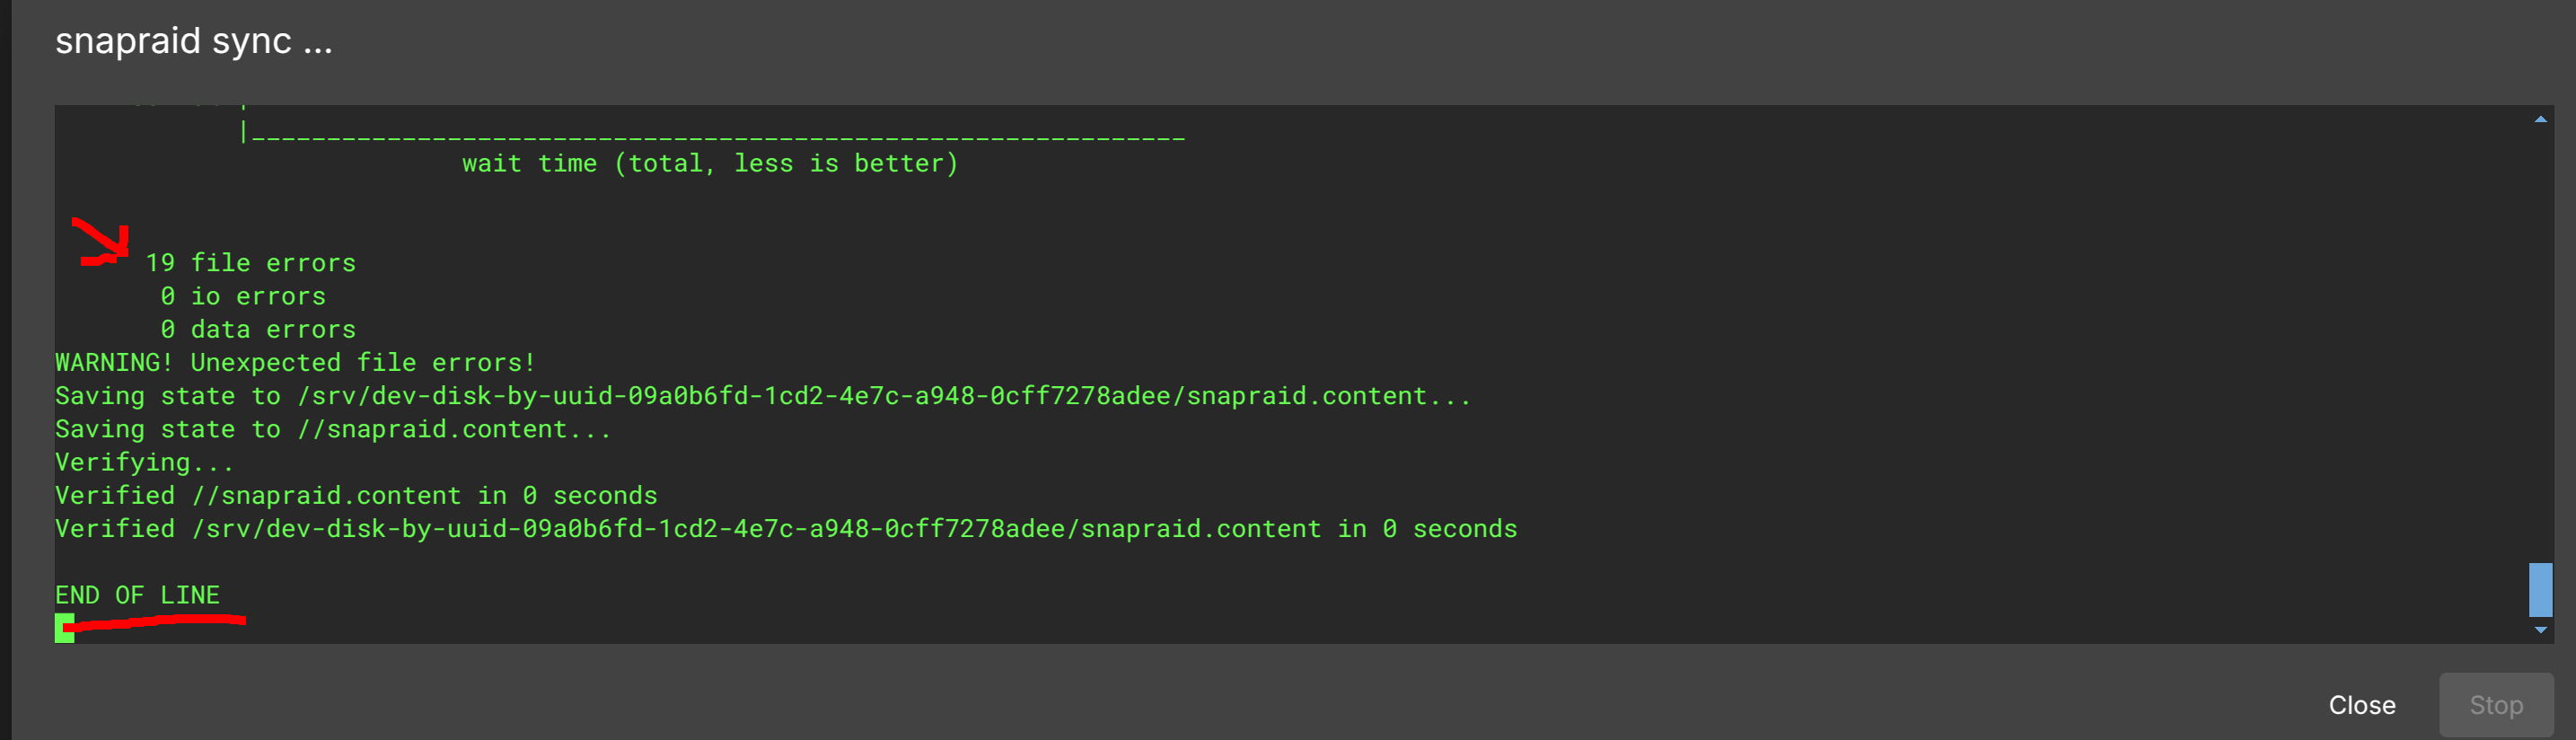 snapraid sync ...
|______________________________________________________________
wait time (total, less is better)
19 file errors
0 io errors
0 data errors
WARNING! Unexpected file errors!
Saving state to /srv/dev-disk-by-uuid-09a0b6fd-1cd2-4e7c-a948-0cff7278adee/snapraid.content...
Saving state to //snapraid.content...
Verifying...
Verified //snapraid.content in 0 seconds
Verified /srv/dev-disk-by-uuid-09a0b6fd-1cd2-4e7c-a948-0cff7278adee/snapraid.content in 0 seconds
END OF LINE
Close
Stop